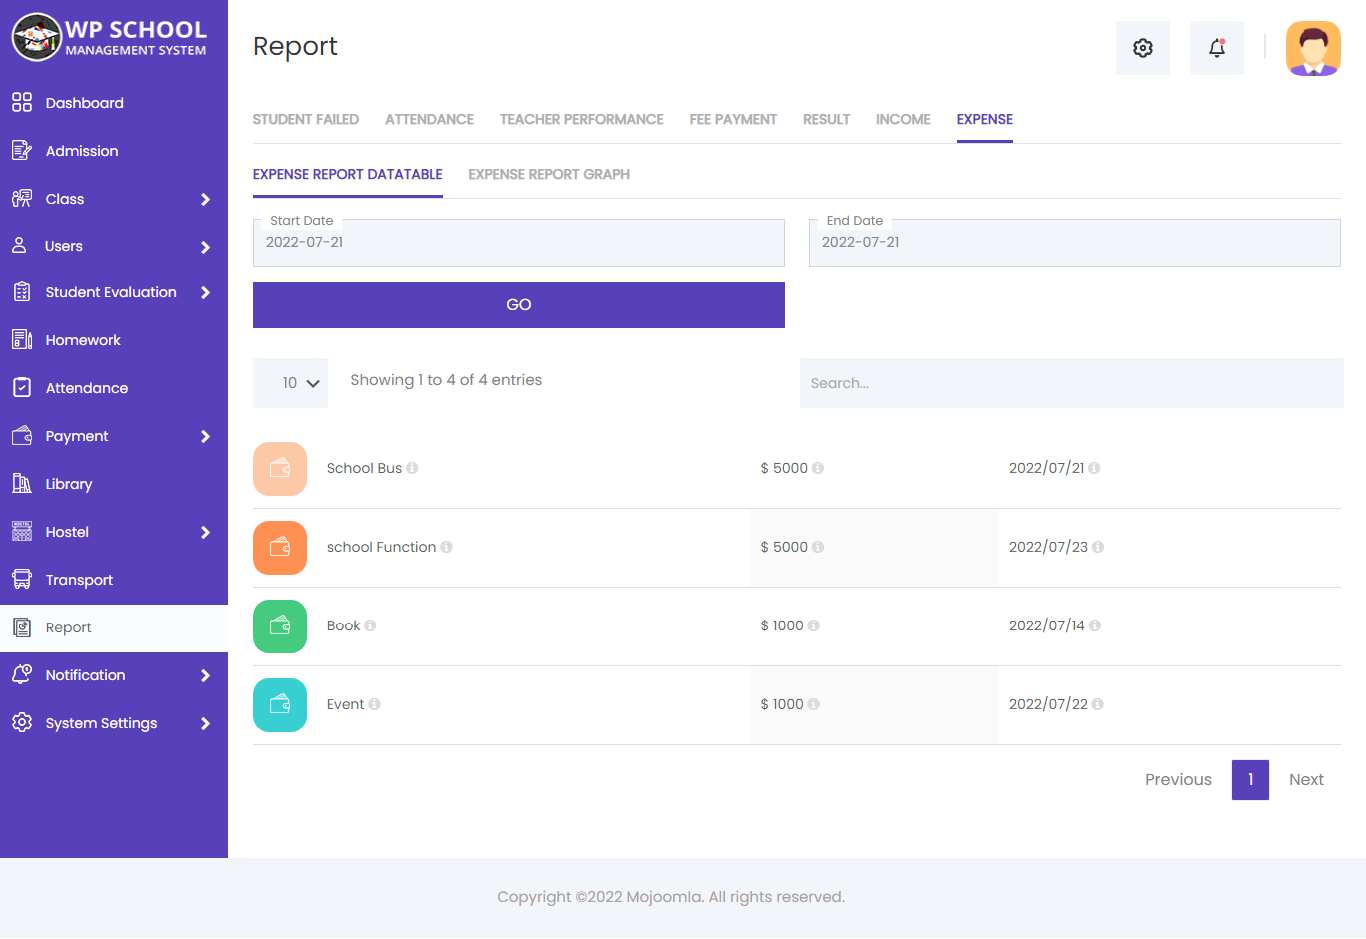 WP SCHOOL
MANAGEMENT SYSTEM
Dashboard
Admission
Class
Users
Student Evaluation
Homework
Attendance
Payment
Library
HOSTEL
Hostel
Transport
Report
Notification
System Settings
Report
STUDENT FAILED ATTENDANCE TEACHER PERFORMANCE FEE PAYMENT RESULT INCOME EXPENSE
EXPENSE REPORT DATATABLE EXPENSE REPORT GRAPH
Start Date End Date
2022-07-21 2022-07-21
GO
10 Showing 1 to 4 of 4 entries Search...
School Bus $ 5000 2022/07/21
school Function $ 5000 2022/07/23
Book $ 1000 2022/07/14
Event $ 1000 2022/07/22
Previous 1 Next
Copyright ©2022 Mojoomla. All rights reserved.